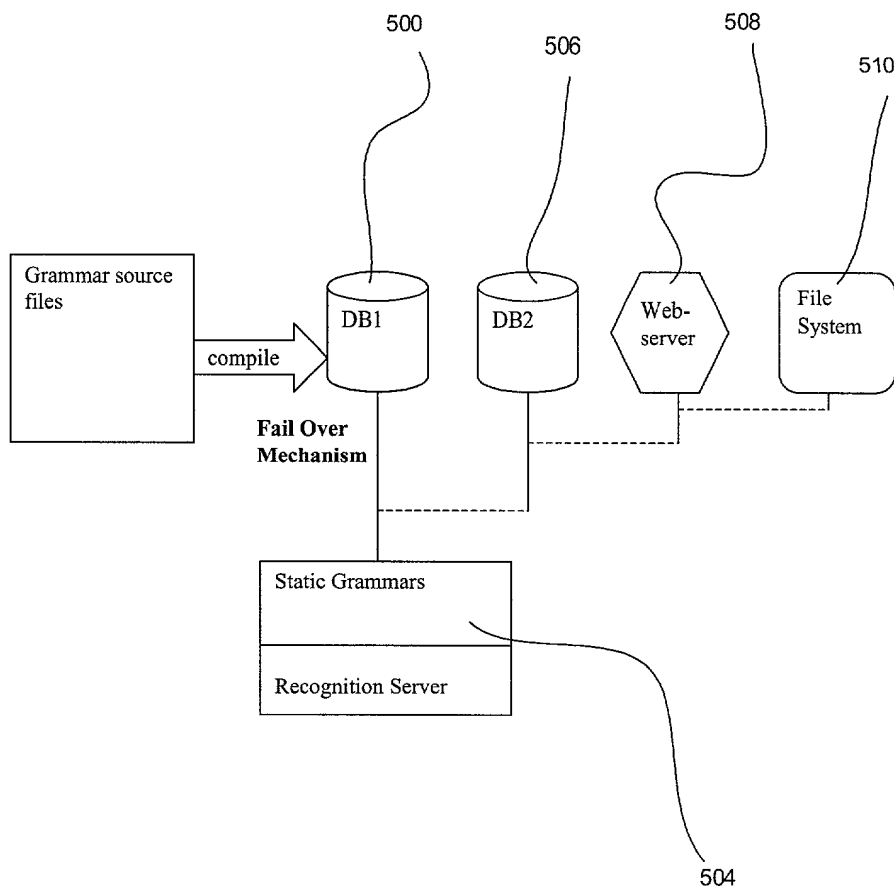 500
506
508
510
Grammar source
files
compile
DB1
DB2
Web-
server
File
System
Fail Over
Mechanism
Static Grammars
Recognition Server
504